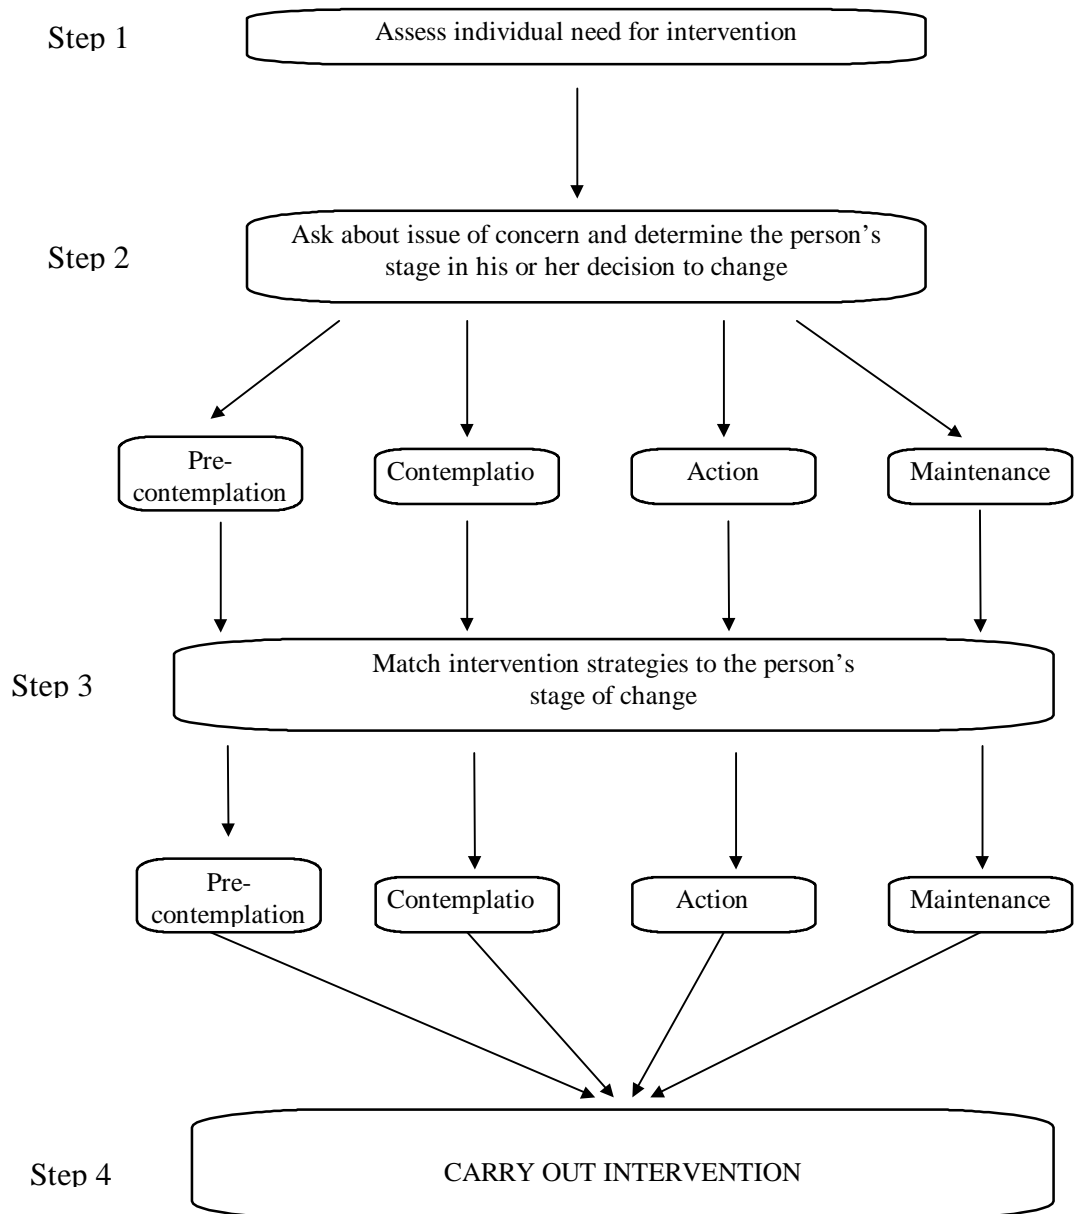 Step 1
Assess individual need for intervention
Step 2
Ask about issue of concern and determine the person’s
stage in his or her decision to change
Pre-
contemplation
Contemplatio
Action
Maintenance
Step 3
Match intervention strategies to the person’s
stage of change
Pre-
contemplation
Contemplatio
Action
Maintenance
Step 4
CARRY OUT INTERVENTION